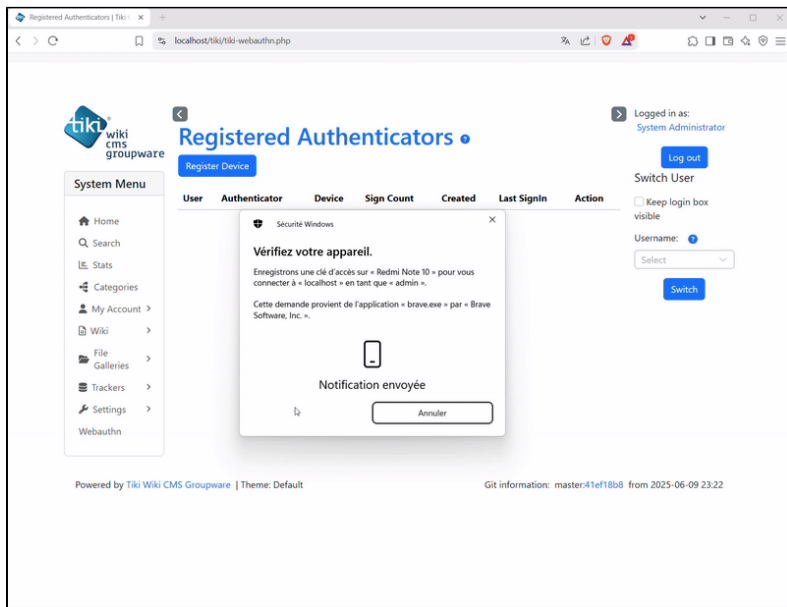 Registered Authenticators | Tiki
localhost/tiki/tiki-webauthn.php
tiki
wiki
cms
groupware
System Menu
Home
Search
Stats
Categories
My Account
Wiki
File
Galleries
Trackers
Settings
Webauthn
Registered Authenticators
Register Device
User Authenticator Device Sign Count Created Last SignIn Action
Sécurité Windows
Vérifiez votre appareil.
Enregistrons une clé d'accès sur « Redmi Note 10 » pour vous
connecter à « localhost » en tant que « admin ».
Cette demande provient de l'application « brave.exe » par « Brave
Software, Inc. ».
Notification envoyée
Annuler
Logged in as:
System Administrator
Log out
Switch User
Keep login box
visible
Username:
Select
Switch
Powered by Tiki Wiki CMS Groupware | Theme: Default
Git information: master:41ef18b8 from 2025-06-09 23:22